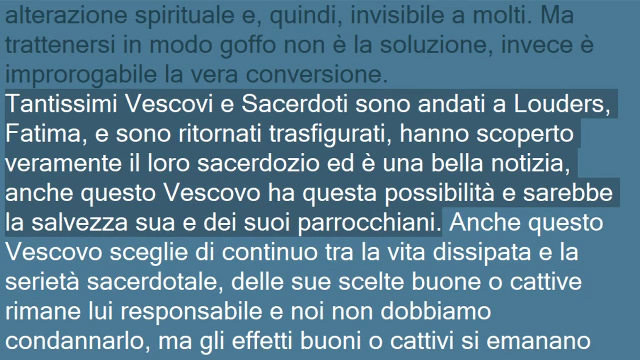 alterazione spirituale e, quindi, invisibile a molti. Ma
trattenersi in modo goffo non è la soluzione, invece è
improrogabile la vera conversione.
Tantissimi Vescovi e Sacerdoti sono andati a Louders,
Fatima, e sono ritornati trasfigurati, hanno scoperto
veramente il loro sacerdozio ed è una bella notizia,
anche questo Vescovo ha questa possibilità e sarebbe
la salvezza sua e dei suoi parrocchiani. Anche questo
Vescovo sceglie di continuo tra la vita dissipata e la
serietà sacerdotale, delle sue scelte buone o cattive
rimane lui responsabile e noi non dobbiamo
condannarlo, ma gli effetti buoni o cattivi si emanano